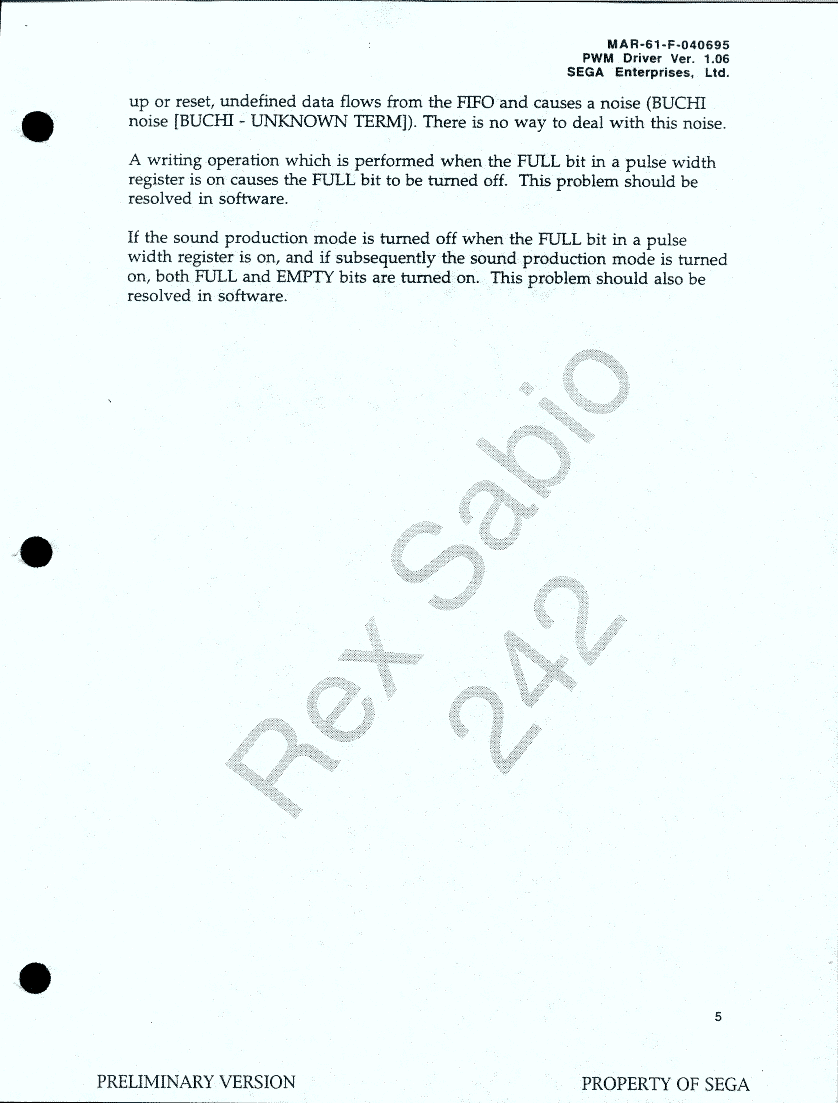 MAR-61-F-040695
PWM Driver Ver. 1.06
SEGA Enterprises, Ltd.
up or reset, undefined data flows from the FIFO and causes a noise (BUCHI
noise [BUCHI - UNKNOWN TERM]). There is no way to deal with this noise.
A writing operation which is performed when the FULL bit in a pulse width
register is on causes the FULL bit to be turned off. This problem should be
resolved in software.
If the sound production mode is turned off when the FULL bit in a pulse
width register is on, and if subsequently the sound production mode is turned
on, both FULL and EMPTY bits are turned on. This problem should also be
resolved in software.
Rex Sabio
242
5
PRELIMINARY VERSION
PROPERTY OF SEGA